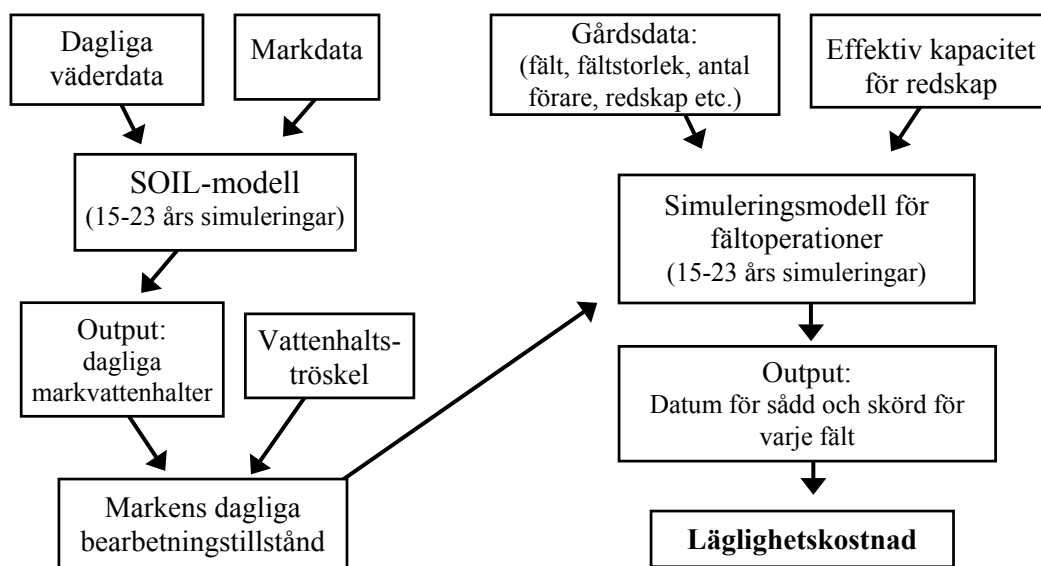 Dagliga
väderdata
Markdata
SOIL-modell
(15-23 års simuleringar)
Output:
dagliga
markvattenhalter
Vattenhalts-
tröskel
Markens dagliga
bearbetningstillstånd
Gårdsdata:
(fält, fältstorlek, antal
förare, redskap etc.)
Effektiv kapacitet
för redskap
Simuleringsmodell för
fältoperationer
(15-23 års simuleringar)
Output:
Datum för sådd och skörd för
varje fält
Läglighetskostnad